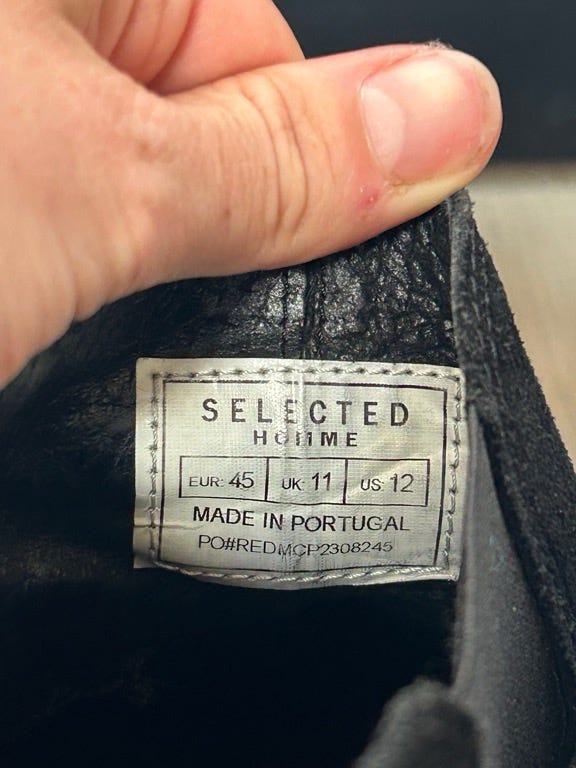 SELECTED
HOMME
EUR: 45 UK: 11 US: 12
MADE IN PORTUGAL
PO#REDMCP2308245